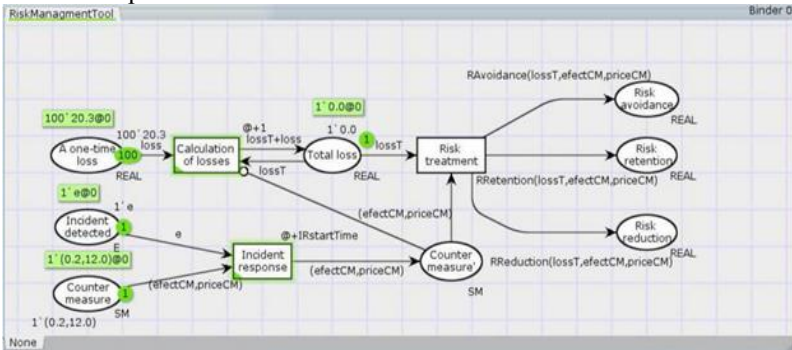 RiskManagmentTool
Binder 0
RAvoidance(lossT,efectCM,priceCM)
Risk
avoidance
REAL
100`20.3@0
1`0.0@0
100`20.3
loss
@+1
lossT+loss
1`0.0
A one-time
loss
100
REAL
Calculation
of losses
lossT
Total loss
1
REAL
lossT
Risk
treatment
Risk
retention
REAL
RRetention(lossT,efectCM,priceCM)
1`e@0
1`e
Incident
detected
1
E
e
(efectCM,priceCM)
@+IRstartTime
Risk
reduction
REAL
RReduction(lossT,efectCM,priceCM)
1`(0.2,12.0)@0
Incident
response
(efectCM,priceCM)
Counter
measure'
SM
Counter
measure
1
(efectCM,priceCM)
SM
1`(0.2,12.0)
None